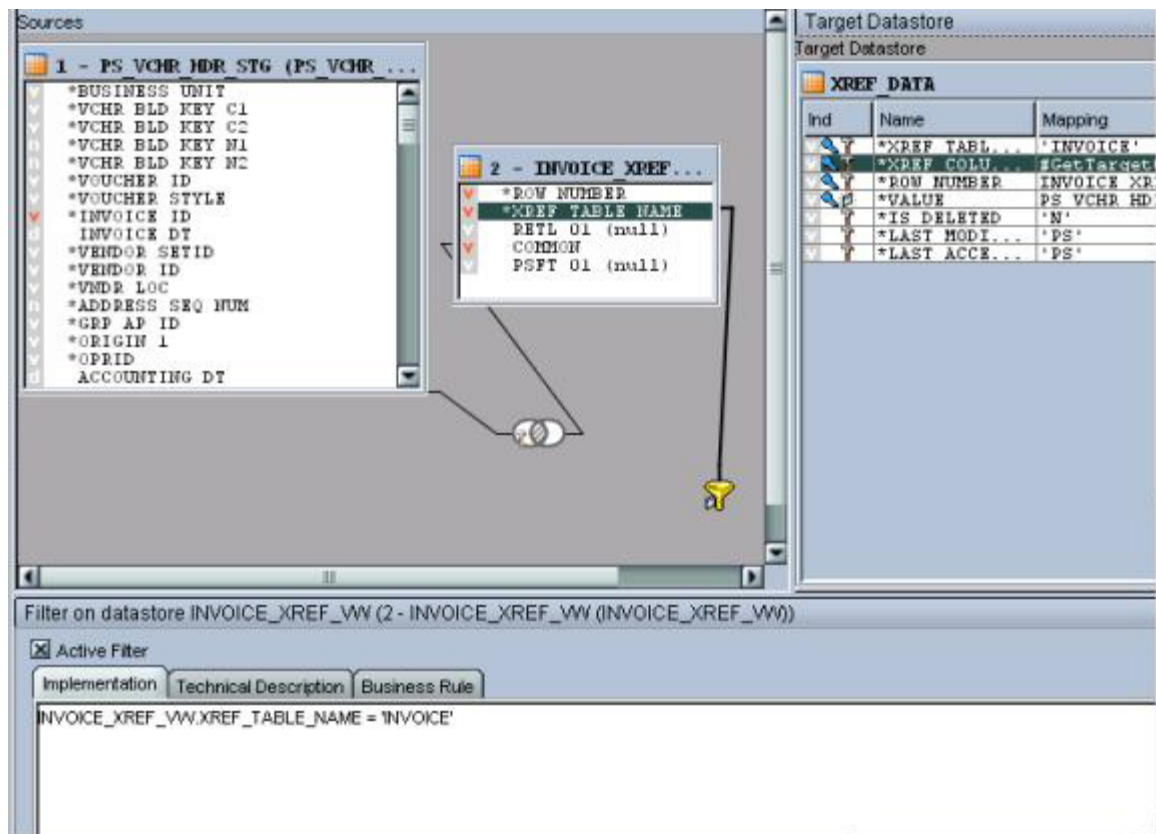 Sources
1 - PS_VCHR_HDR_STG (PS_VCHR_...
*BUSINESS UNIT
*VCHR BLD KEY C1
*VCHR BLD KEY C2
*VCHR BLD KEY N1
*VCHR BLD KEY N2
*VOUCHER ID
*VOUCHER STYLE
*INVOICE ID
INVOICE DT
*VENDOR SETID
*VENDOR ID
*VNDR LOC
*ADDRESS SEQ NUM
*GRP AP ID
*ORIGIN 1
*OPRID
ACCOUNTING DT
2 - INVOICE_XREF...
*ROW NUMBER
*XREF TABLE NAME
RETL 01 (null)
COMMON
PSFT 01 (null)
Target Datastore
Target Datastore
XREF_DATA
Ind Name Mapping
*XREF TABL... 'INVOICE'
*XREF COLU... #GetTarget
*ROW NUMBER INVOICE XR
*VALUE PS VCHR HD
*IS DELETED 'N'
*LAST MODI... 'PS'
*LAST ACCE... 'PS'
Filter on datastore INVOICE_XREF_VW (2 - INVOICE_XREF_VW (INVOICE_XREF_VW))
Active Filter
Implementation Technical Description Business Rule
INVOICE_XREF_VW.XREF_TABLE_NAME = 'INVOICE'